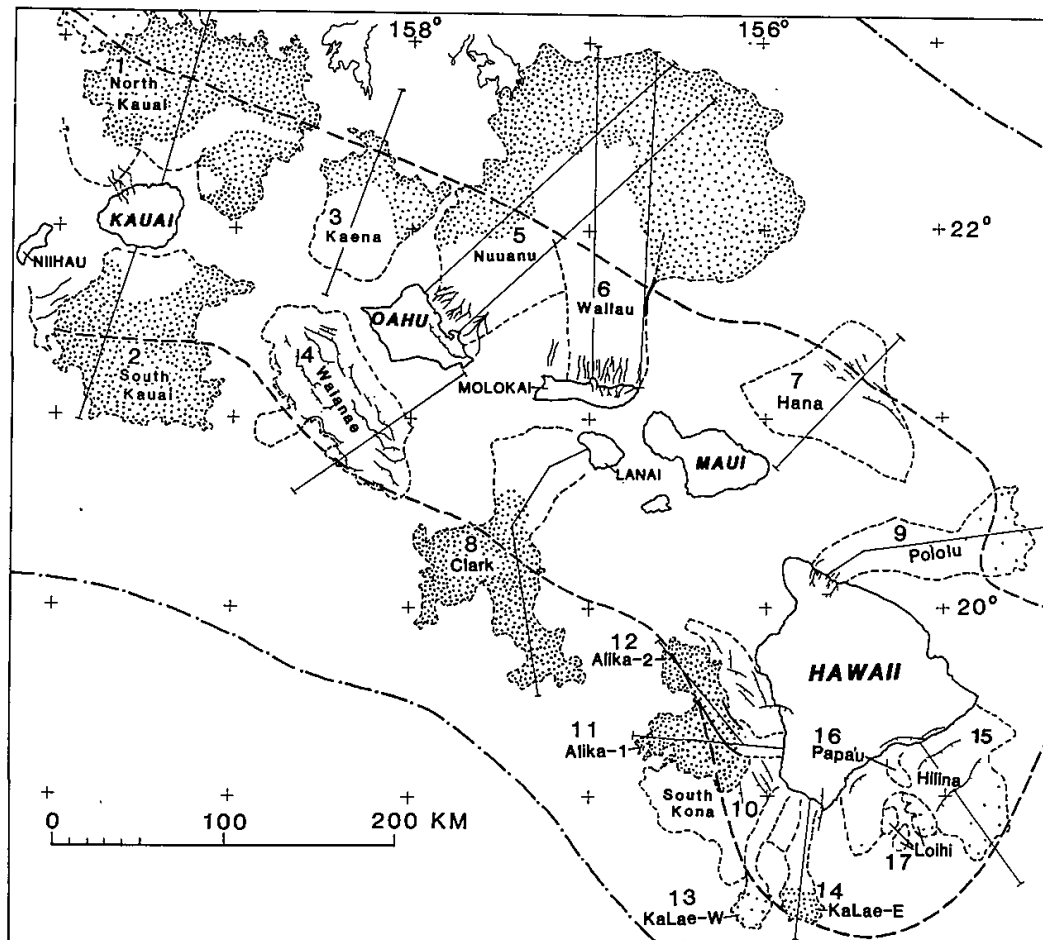 158°
156°
1
North
Kauai
KAUAI
NIIHAU
3
Kaena
5
Nuuanu
22°
6
Wailau
OAHU
2
South
Kauai
4
Waianae
MOLOKAI
7
Hana
LANAI
MAUI
8
Clark
9
Pololu
20°
12
Alika-2
HAWAII
11
Alika-1
16
Papau
15
Hilina
South
Kona
10
17
Loihi
0 100 200 KM
13
KaLae-W
14
KaLae-E